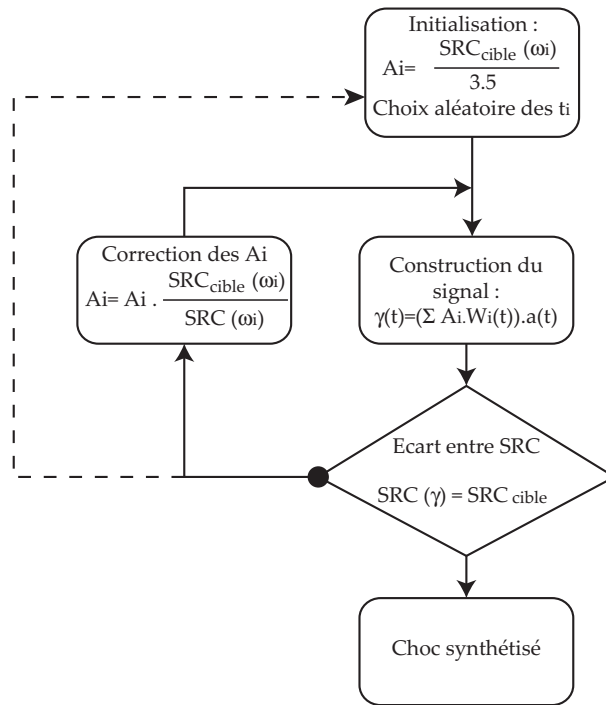 Initialisation :
Ai= SRCcible (ωi)
3.5
Choix aléatoire des ti
Correction des Ai
Ai= Ai . SRCcible (ωi)
SRC (ωi)
Construction du
signal :
γ(t)=(Σ Ai.Wi(t)).a(t)
Ecart entre SRC
SRC (γ) = SRC cible
Choc synthétisé